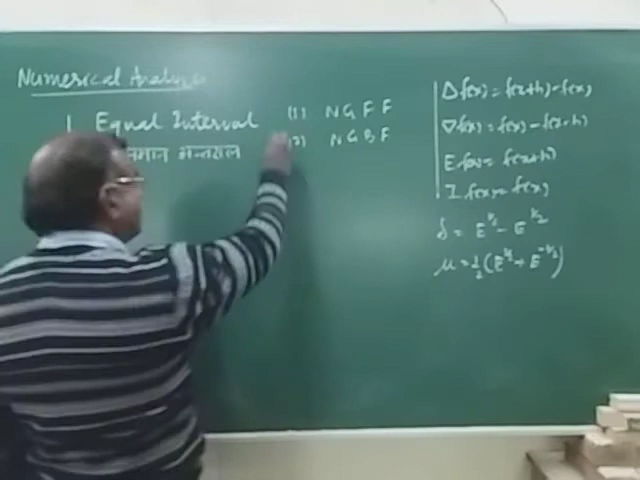 Numerical Analysis
1. Equal Interval (1) N G F F
समान अन्तराल (2) N G B F
Δf(x) = f(x+h) - f(x)
∇f(x) = f(x) - f(x-h)
E f(x) = f(x+h)
I f(x) = f(x)
δ = E^½ - E^½
μ = ½ (E^½ + E^-½)